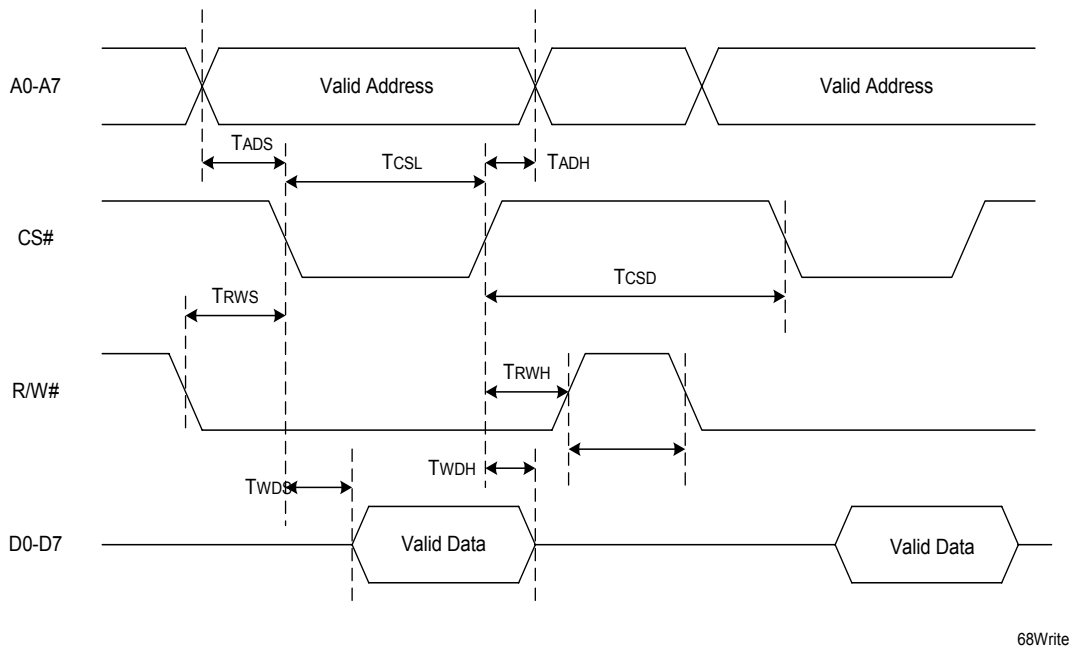 A0-A7
Valid Address
Valid Address
TADS
TCSL
TADH
CS#
TCSD
TRWS
R/W#
TRWH
TWDH
TWDS
D0-D7
Valid Data
Valid Data
68Write